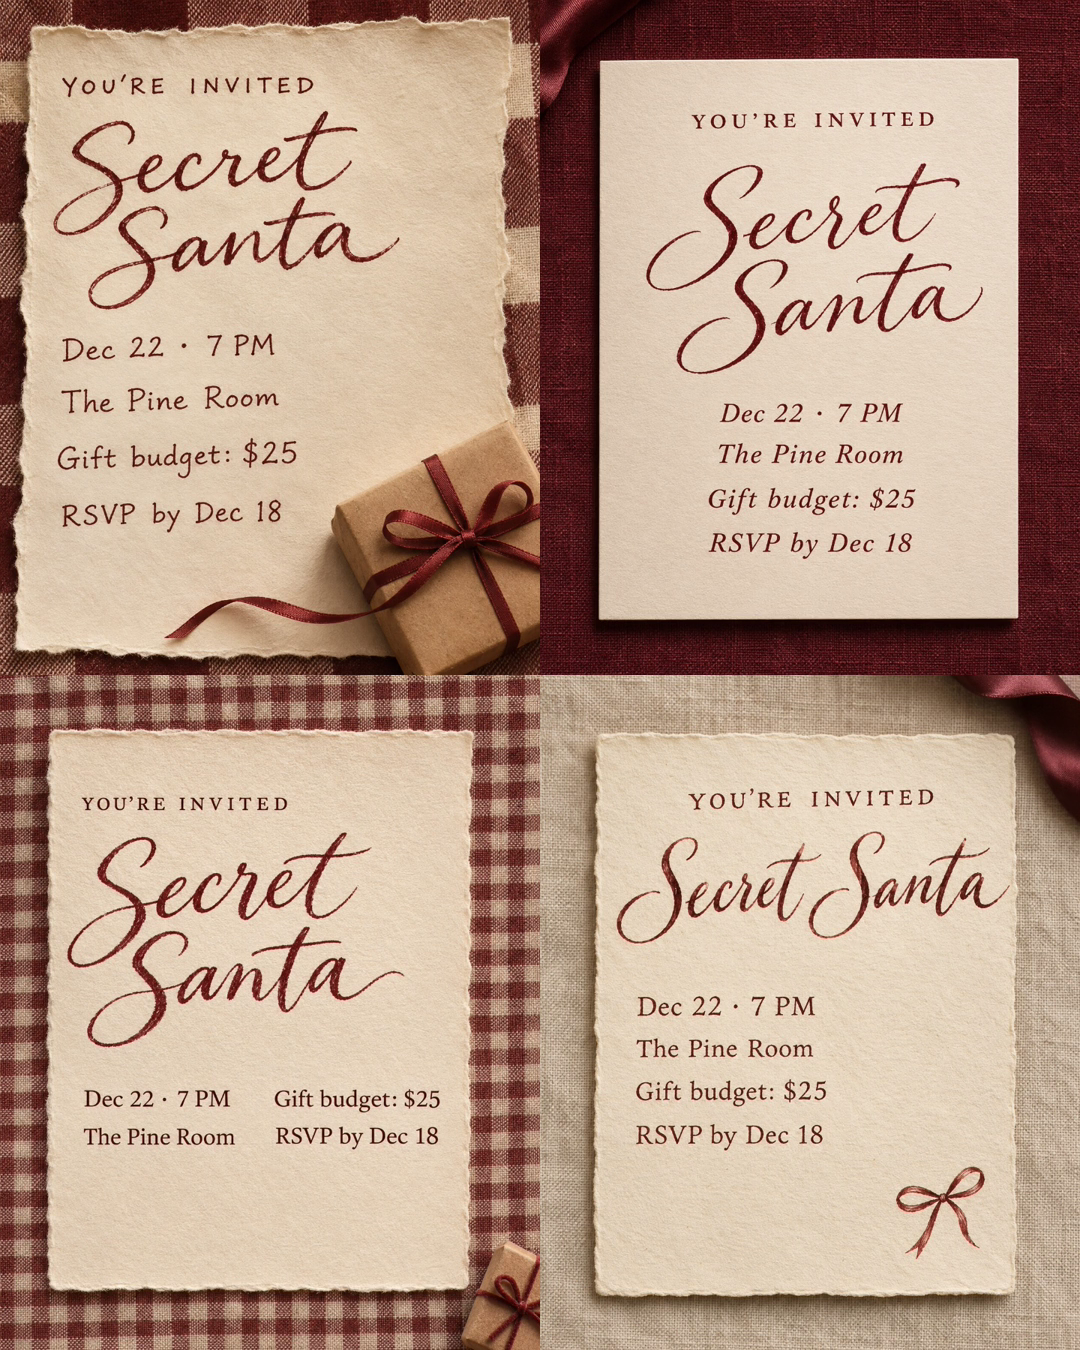 YOU'RE INVITED
Secret
Santa
Dec 22 · 7 PM
The Pine Room
Gift budget: $25
RSVP by Dec 18
YOU'RE INVITED
Secret
Santa
Dec 22 · 7 PM
The Pine Room
Gift budget: $25
RSVP by Dec 18
YOU'RE INVITED
Secret
Santa
Dec 22 · 7 PM
The Pine Room
Gift budget: $25
RSVP by Dec 18
YOU'RE INVITED
Secret Santa
Dec 22 · 7 PM
The Pine Room
Gift budget: $25
RSVP by Dec 18